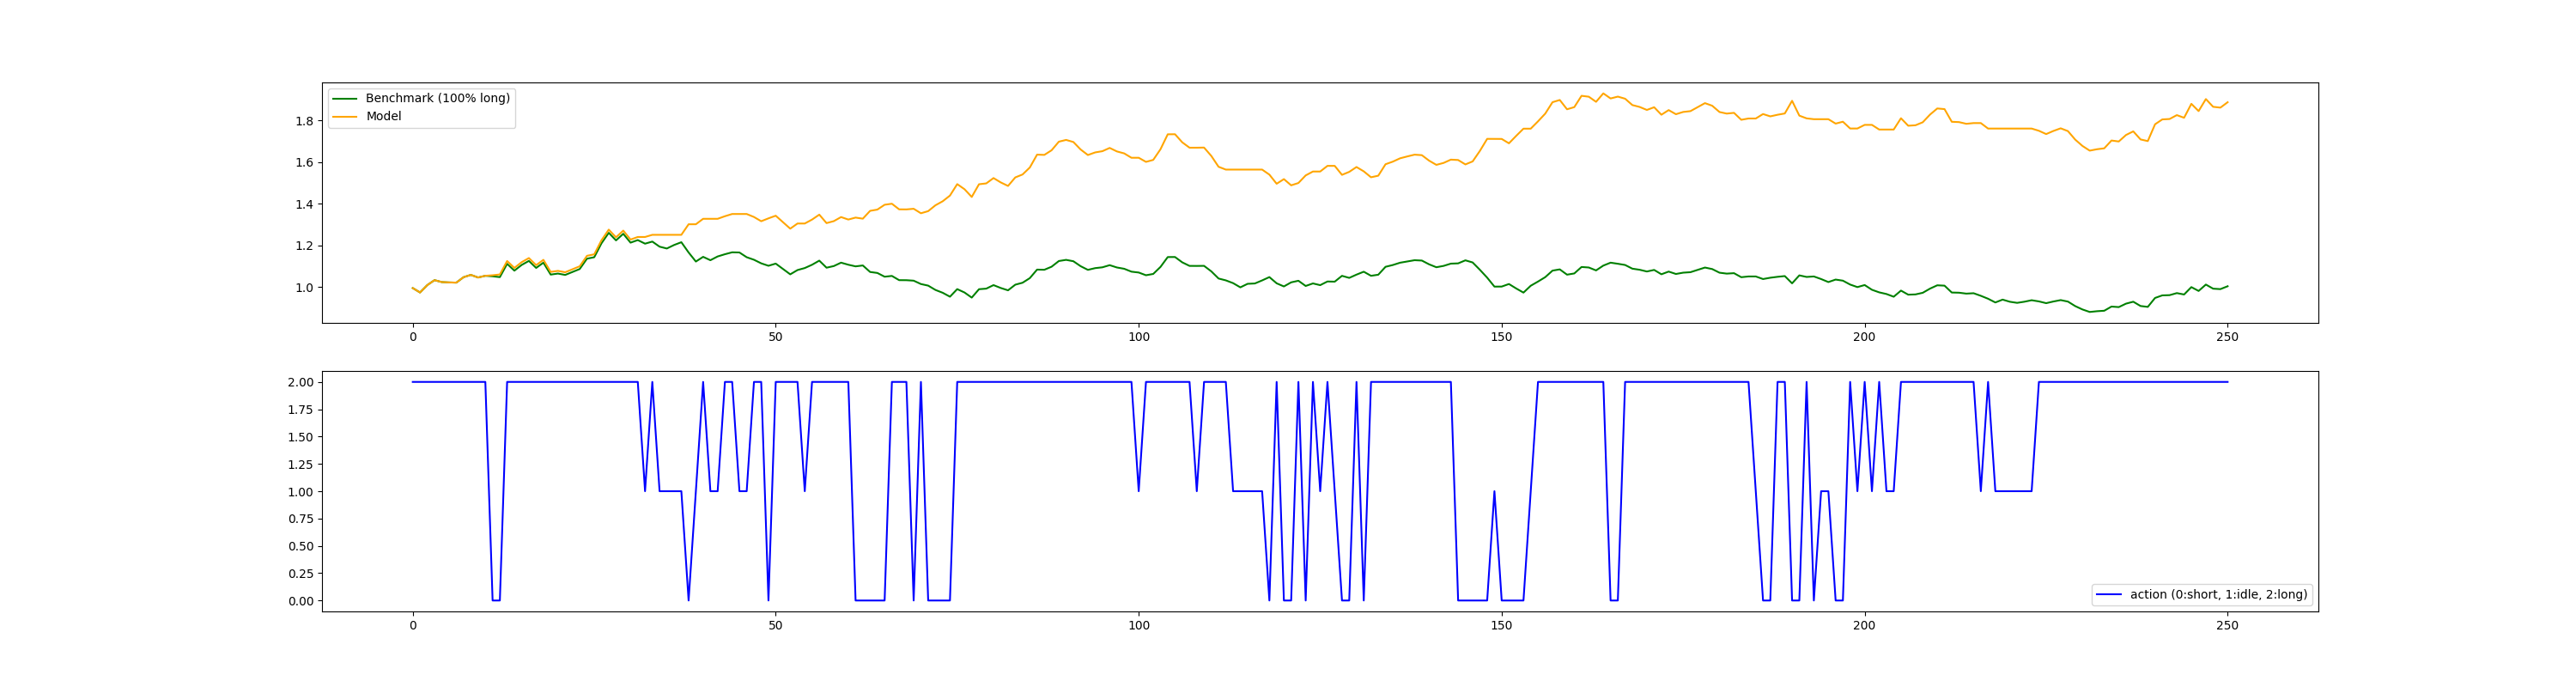 Benchmark (100% long)
Model
1.8
1.6
1.4
1.2
1.0
0 50 100 150 200 250
2.00
1.75
1.50
1.25
1.00
0.75
0.50
0.25
0.00
action (0:short, 1:idle, 2:long)
0 50 100 150 200 250